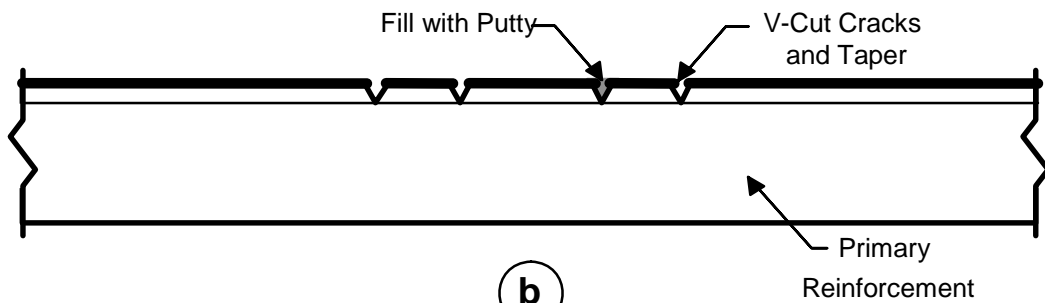 Fill with Putty
V-Cut Cracks
and Taper
Primary
Reinforcement
b